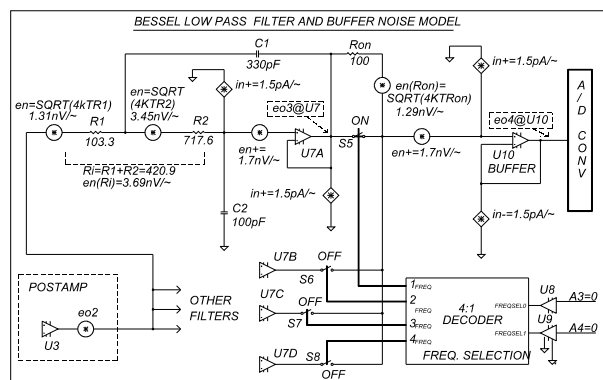 BESSEL LOW PASS FILTER AND BUFFER NOISE MODEL
C1
330pF
Ron
100
in+=1.5pA/~
in+=1.5pA/~
A/D CONV
en=SQRT(4kTR1)
1.31nV/~
en=SQRT
(4KTR2)
3.45nV/~
en(Ron)=
SQRT(4KTRon)
1.29nV/~
R1
103.3
R2
717.6
eo3@U7
ON
eo4@U10
U7A
S5
U10
BUFFER
en+=
1.7nV/~
en+=1.7nV/~
Ri=R1+R2=420.9
en(Ri)=3.69nV/~
in+=1.5pA/~
in-=1.5pA/~
C2
100pF
U7B
OFF
S6
U7C
OFF
S7
U7D
S8
OFF
1FREQ
2
FREQ
3FREQ
4FREQ
4:1
DECODER
FREQ. SELECTION
FREQSEL0
FREQSEL1
U8
A3=0
U9
A4=0
POSTAMP
eo2
U3
OTHER
FILTERS